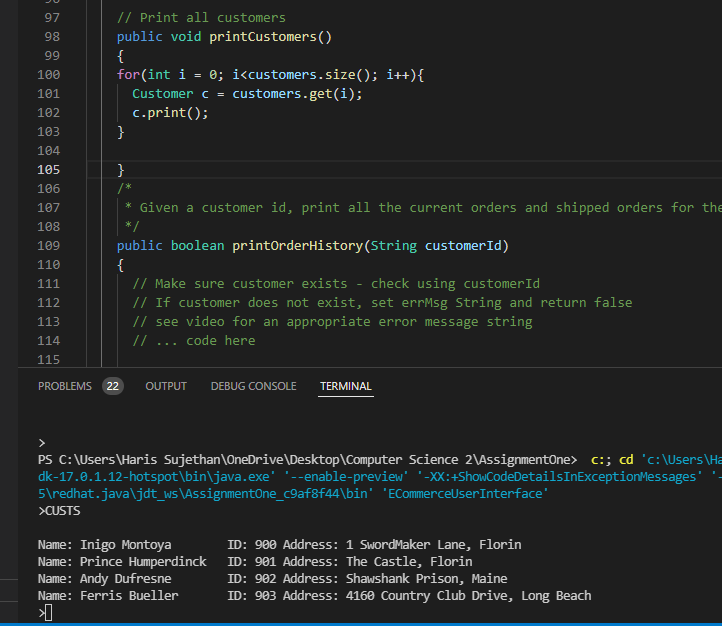 97 // Print all customers
98 public void printCustomers()
99 {
100 for(int i = 0; i<customers.size(); i++){
101 Customer c = customers.get(i);
102 c.print();
103 }
104
105 }
106 /*
107 * Given a customer id, print all the current orders and shipped orders for the
108 */
109 public boolean printOrderHistory(String customerId)
110 {
111 // Make sure customer exists - check using customerId
112 // If customer does not exist, set errMsg String and return false
113 // see video for an appropriate error message string
114 // ... code here
115
PROBLEMS 22 OUTPUT DEBUG CONSOLE TERMINAL
>
PS C:\Users\Haris Sujethan\OneDrive\Desktop\Computer Science 2\AssignmentOne> c:; cd 'c:\Users\Ha
dk-17.0.1.12-hotspot\bin\java.exe' '--enable-preview' '-XX:+ShowCodeDetailsInExceptionMessages' '-
5\redhat.java\jdt_ws\AssignmentOne_c9af8f44\bin' 'ECommerceUserInterface'
>CUSTS
Name: Inigo Montoya ID: 900 Address: 1 SwordMaker Lane, Florin
Name: Prince Humperdinck ID: 901 Address: The Castle, Florin
Name: Andy Dufresne ID: 902 Address: Shawshank Prison, Maine
Name: Ferris Bueller ID: 903 Address: 4160 Country Club Drive, Long Beach
>